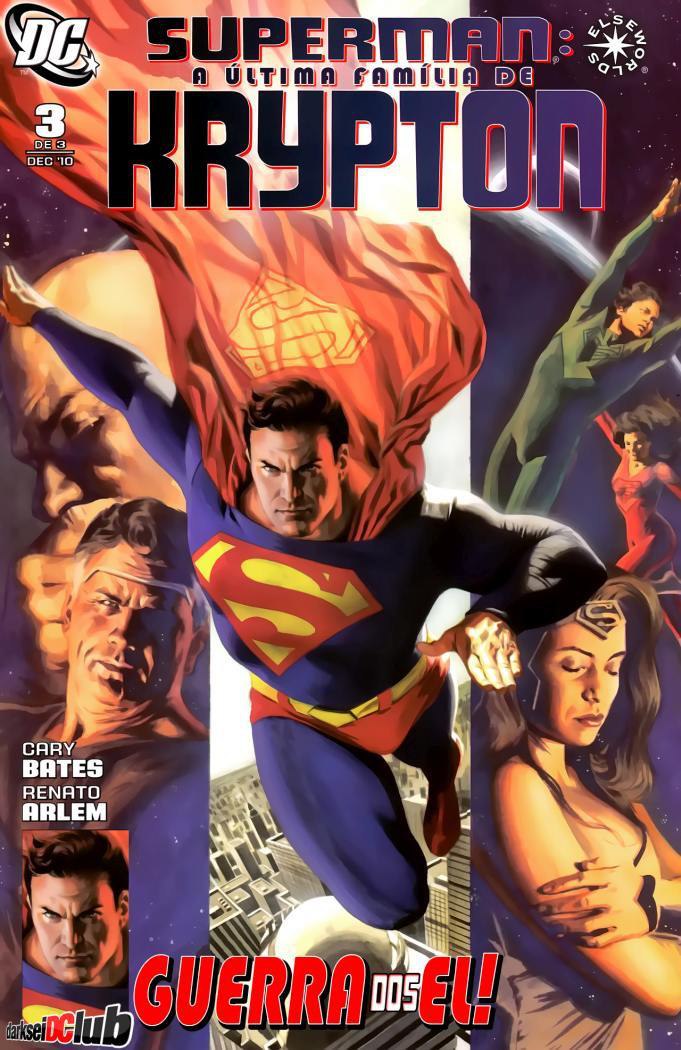 DC
TM
SUPERMAN:
A ÚLTIMA FAMÍLIA DE
KRYPTON
ELSEWORLDS
®
3
DE 3
DEC '10
S
CARY
BATES
RENATO
ARLEM
GUERRA DOS EL!
darkseiDClub